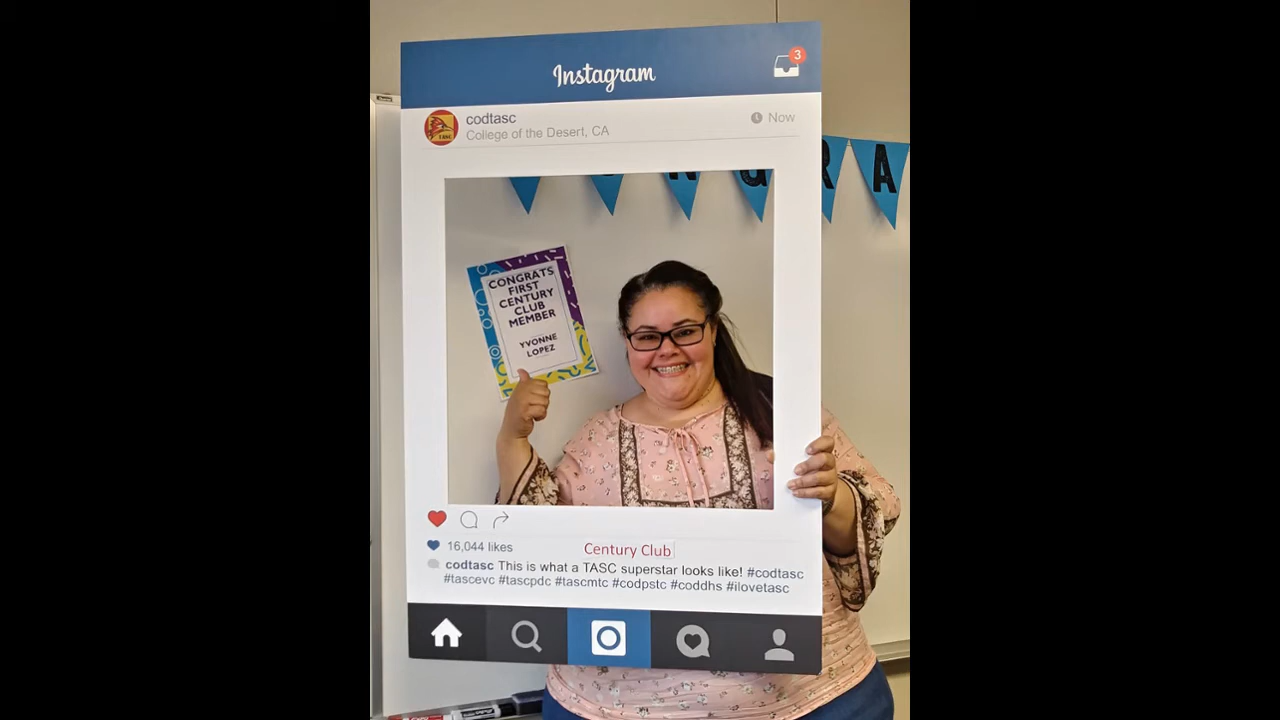 Instagram
3
codtasc
College of the Desert, CA
Now
N G R A
CONGRATS
FIRST
CENTURY
CLUB
MEMBER
YVONNE
LOPEZ
16,044 likes
Century Club
codtasc This is what a TASC superstar looks like! #codtasc
#tascevc #tascpdc #tascmtc #codpstc #coddhs #ilovetasc